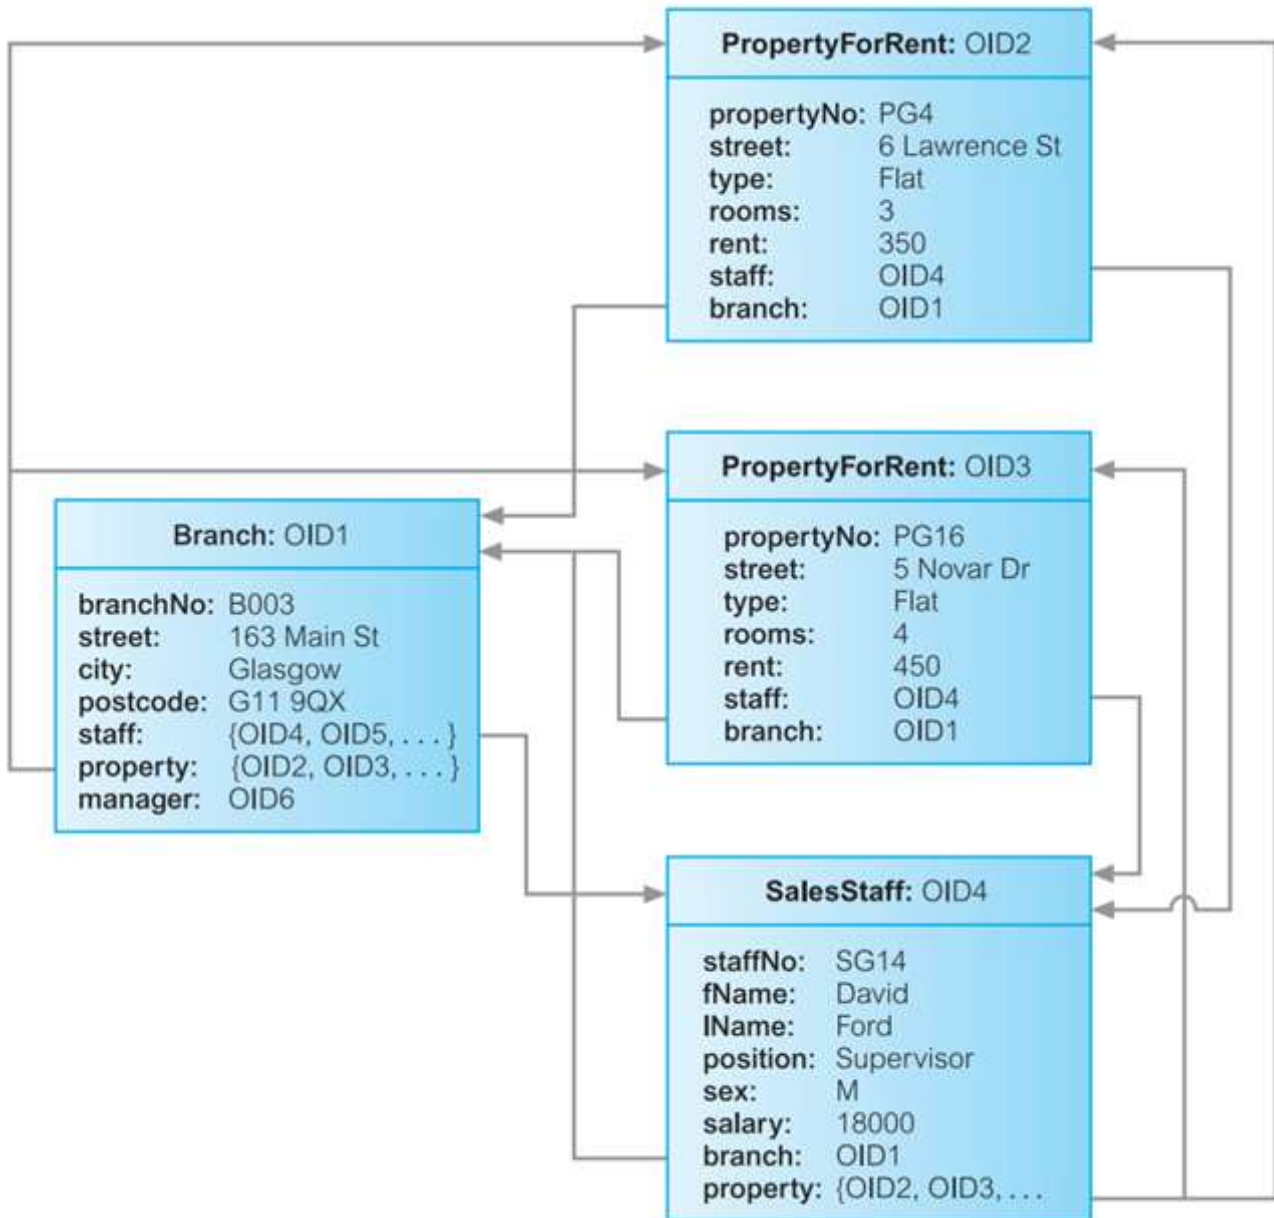 PropertyForRent: OID2
propertyNo: PG4
street: 6 Lawrence St
type: Flat
rooms: 3
rent: 350
staff: OID4
branch: OID1
PropertyForRent: OID3
propertyNo: PG16
street: 5 Novar Dr
type: Flat
rooms: 4
rent: 450
staff: OID4
branch: OID1
Branch: OID1
branchNo: B003
street: 163 Main St
city: Glasgow
postcode: G11 9QX
staff: {OID4, OID5, . . . }
property: {OID2, OID3, . . . }
manager: OID6
SalesStaff: OID4
staffNo: SG14
fName: David
lName: Ford
position: Supervisor
sex: M
salary: 18000
branch: OID1
property: {OID2, OID3, . . .